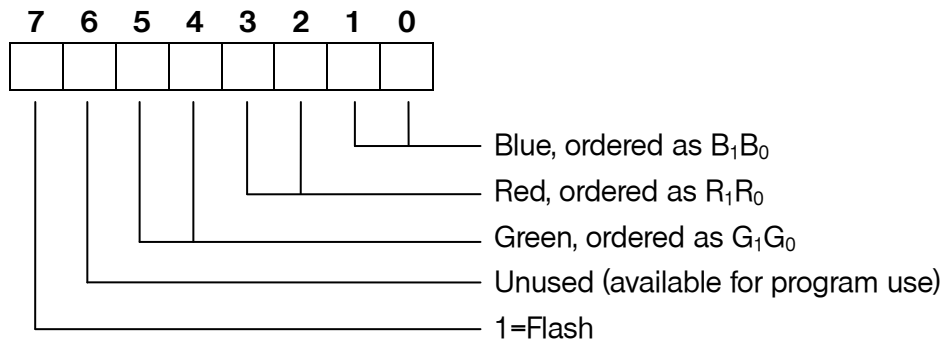 7 6 5 4 3 2 1 0
Blue, ordered as B₁B₀
Red, ordered as R₁R₀
Green, ordered as G₁G₀
Unused (available for program use)
1=Flash